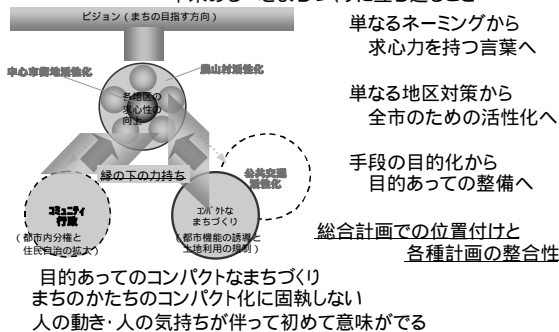 ビジョン(まちの目指す方向)
中心市街地活性化
農山村活性化
各地区の
求心性の
向上
縁の下の力持ち
公共交通
活性化
コミュニティ
行政
(都市内分権と
住民自治の拡大)
コンパクトな
まちづくり
(都市機能の誘導と
土地利用の規制)
単なるネーミングから
求心力を持つ言葉へ
単なる地区対策から
全市のための活性化へ
手段の目的化から
目的あっての整備へ
総合計画での位置付けと
各種計画の整合性
目的あってのコンパクトなまちづくり
まちのかたちのコンパクト化に固執しない
人の動き・人の気持ちが伴って初めて意味がでる